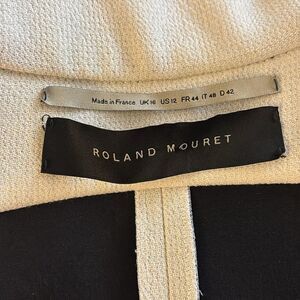 Made in France UK 16 US 12 FR 44 IT 48 D 42
ROLAND MOURET